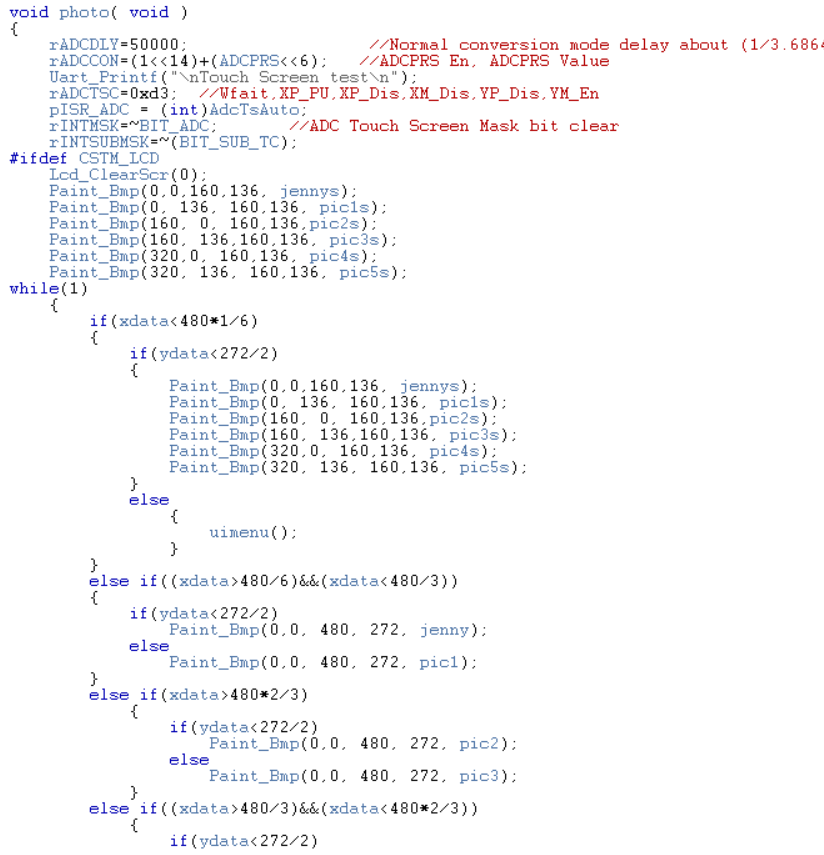 void photo( void )
{
    rADCDLY=50000;                  //Normal conversion mode delay about (1/3.6864
    rADCCON=(1<<14)+(ADCPRS<<6);   //ADCPRS En, ADCPRS Value
    Uart_Printf("\nTouch Screen test\n");
    rADCTSC=0xd3;  //Wfait,XP_PU,XP_Dis,XM_Dis,YP_Dis,YM_En
    pISR_ADC = (int)AdcTsAuto;
    rINTMSK=~BIT_ADC;       //ADC Touch Screen Mask bit clear
    rINTSUBMSK=~(BIT_SUB_TC);
#ifdef CSTM_LCD
    Lcd_ClearScr(0);
    Paint_Bmp(0,0,160,136, jennys);
    Paint_Bmp(0, 136, 160,136, pic1s);
    Paint_Bmp(160, 0, 160,136,pic2s);
    Paint_Bmp(160, 136,160,136, pic3s);
    Paint_Bmp(320,0, 160,136, pic4s);
    Paint_Bmp(320, 136, 160,136, pic5s);
while(1)
    {
        if(xdata<480*1/6)
        {
            if(ydata<272/2)
            {
                Paint_Bmp(0,0,160,136, jennys);
                Paint_Bmp(0, 136, 160,136, pic1s);
                Paint_Bmp(160, 0, 160,136,pic2s);
                Paint_Bmp(160, 136,160,136, pic3s);
                Paint_Bmp(320,0, 160,136, pic4s);
                Paint_Bmp(320, 136, 160,136, pic5s);
            }
            else
                {
                    uimenu();
                }
        }
        else if((xdata>480/6)&&(xdata<480/3))
        {
            if(ydata<272/2)
                Paint_Bmp(0,0, 480, 272, jenny);
            else
                Paint_Bmp(0,0, 480, 272, pic1);
        }
        else if(xdata>480*2/3)
            {
                if(ydata<272/2)
                    Paint_Bmp(0,0, 480, 272, pic2);
                else
                    Paint_Bmp(0,0, 480, 272, pic3);
            }
        else if((xdata>480/3)&&(xdata<480*2/3))
            {
                if(ydata<272/2)